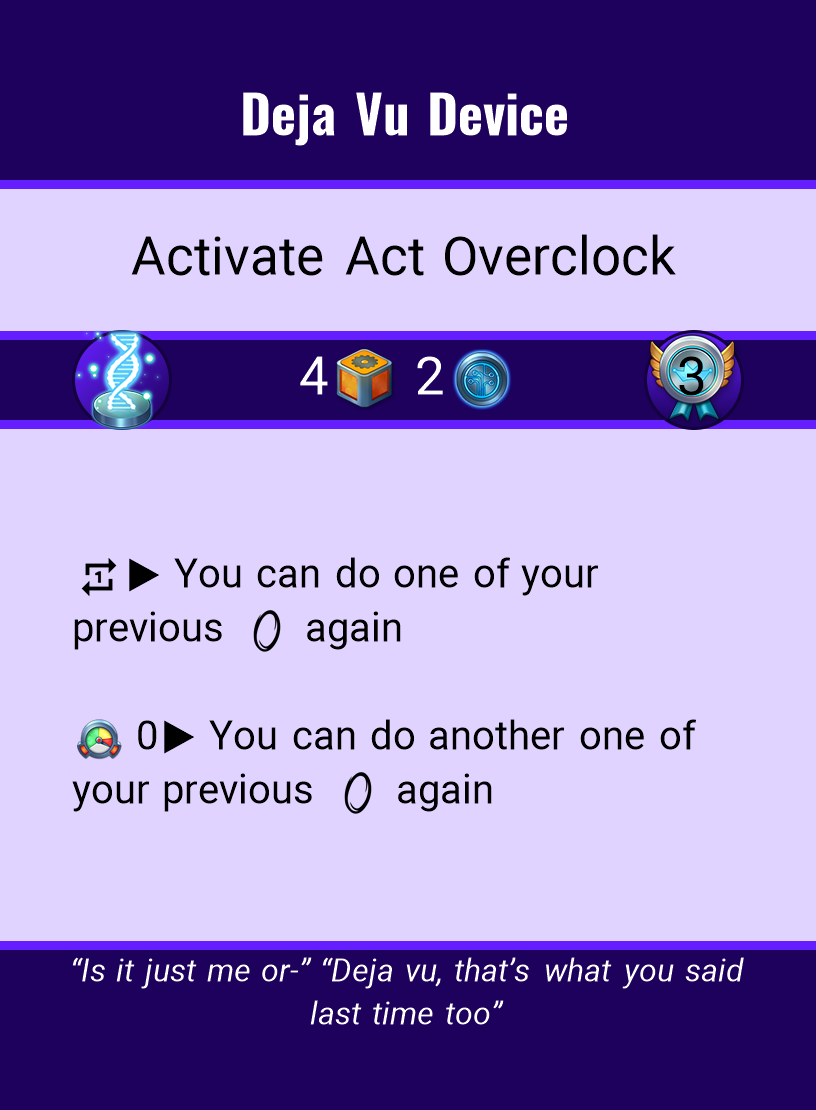 Deja Vu Device
Activate Act Overclock
4 2 3
1 ▶ You can do one of your
previous again
0▶ You can do another one of
your previous again
“Is it just me or-” “Deja vu, that’s what you said
last time too”